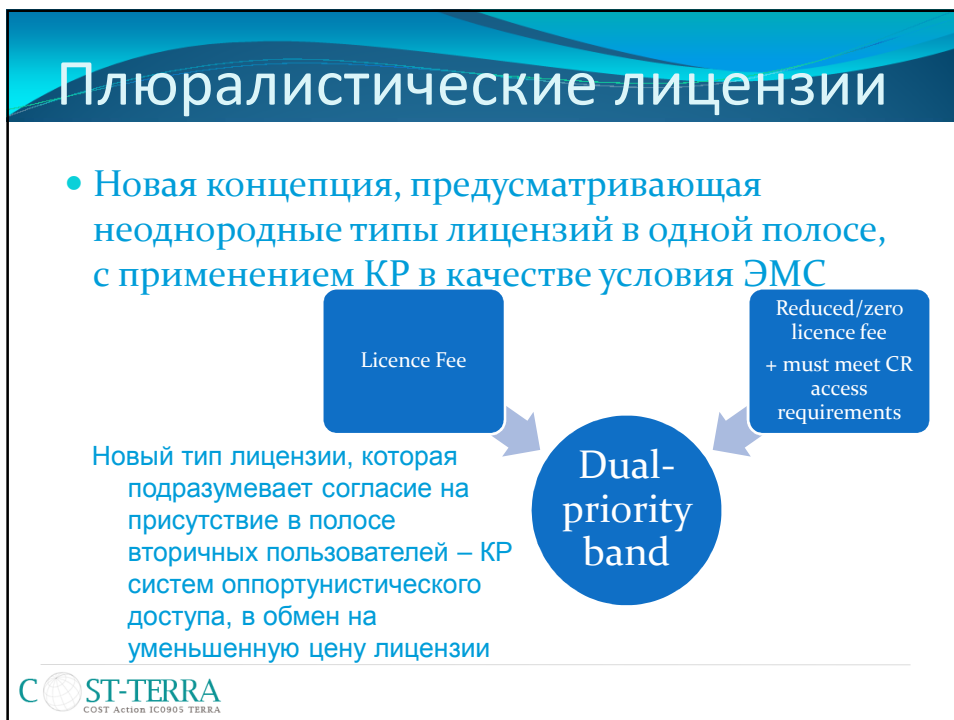 Плюралистические лицензии
• Новая концепция, предусматривающая
неоднородные типы лицензий в одной полосе,
с применением КР в качестве условия ЭМС
Licence Fee
Reduced/zero
licence fee
+ must meet CR
access
requirements
Dual-
priority
band
Новый тип лицензии, которая
подразумевает согласие на
присутствие в полосе
вторичных пользователей – КР
систем оппортунистического
доступа, в обмен на
уменьшенную цену лицензии
C ST-TERRA
COST Action IC0905 TERRA